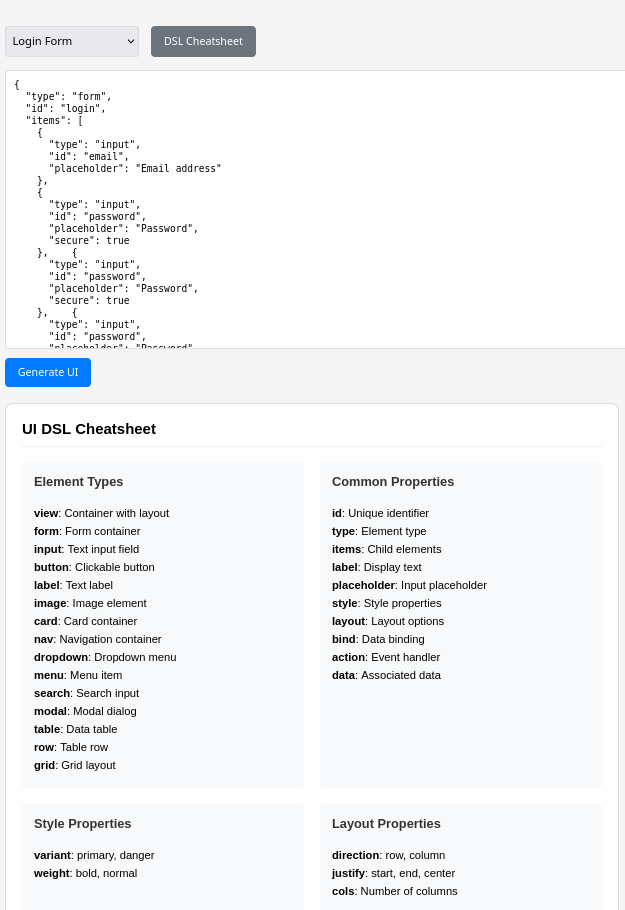 Login Form
DSL Cheatsheet
{
  "type": "form",
  "id": "login",
  "items": [
    {
      "type": "input",
      "id": "email",
      "placeholder": "Email address"
    },
    {
      "type": "input",
      "id": "password",
      "placeholder": "Password",
      "secure": true
    },    {
      "type": "input",
      "id": "password",
      "placeholder": "Password",
      "secure": true
    },    {
      "type": "input",
      "id": "password",
      "placeholder": "Password",
Generate UI
UI DSL Cheatsheet
Element Types
view: Container with layout
form: Form container
input: Text input field
button: Clickable button
label: Text label
image: Image element
card: Card container
nav: Navigation container
dropdown: Dropdown menu
menu: Menu item
search: Search input
modal: Modal dialog
table: Data table
row: Table row
grid: Grid layout
Common Properties
id: Unique identifier
type: Element type
items: Child elements
label: Display text
placeholder: Input placeholder
style: Style properties
layout: Layout options
bind: Data binding
action: Event handler
data: Associated data
Style Properties
variant: primary, danger
weight: bold, normal
Layout Properties
direction: row, column
justify: start, end, center
cols: Number of columns